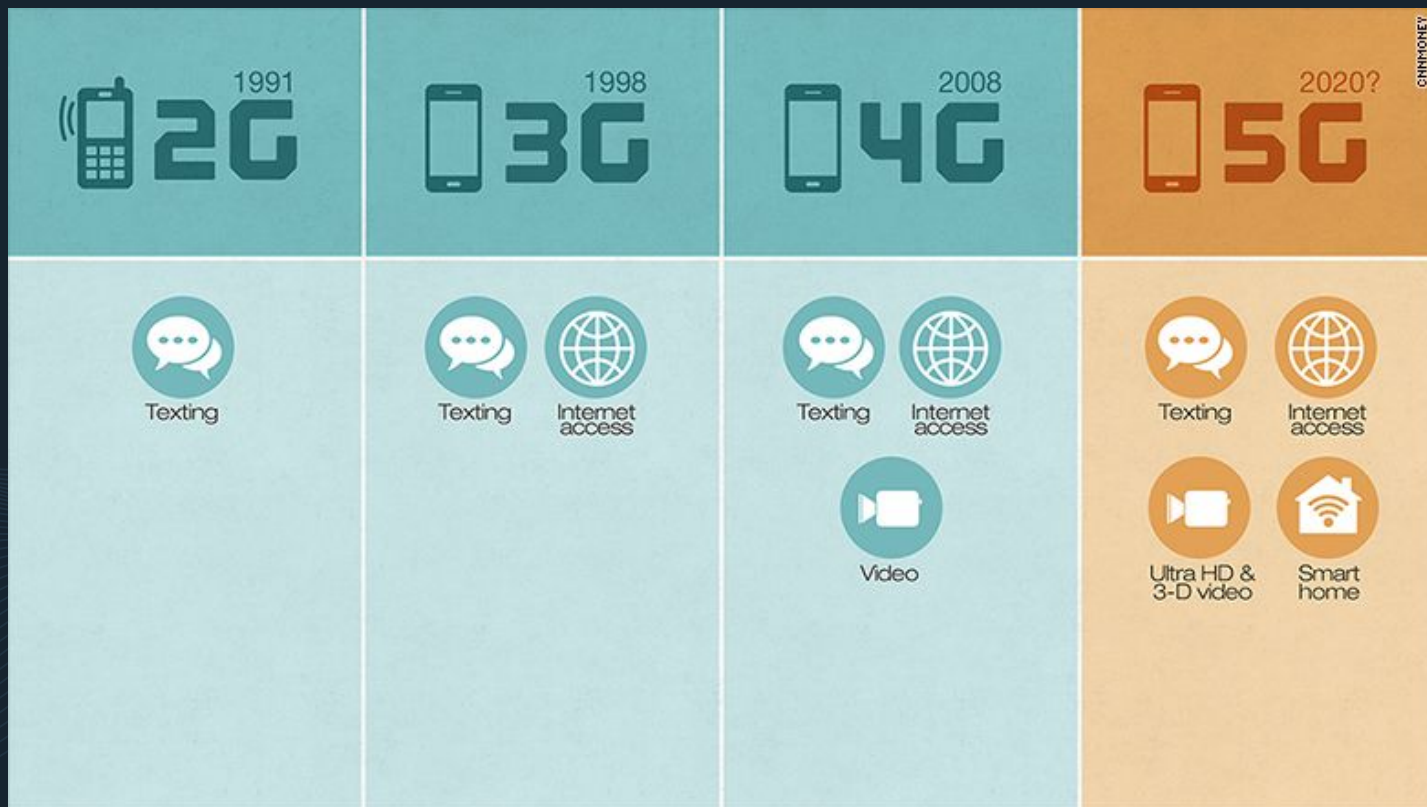 1991
2G
1998
3G
2008
4G
2020?
5G
CNNMONEY
Texting
Texting
Internet
access
Texting
Internet
access
Video
Texting
Internet
access
Ultra HD &
3-D video
Smart
home